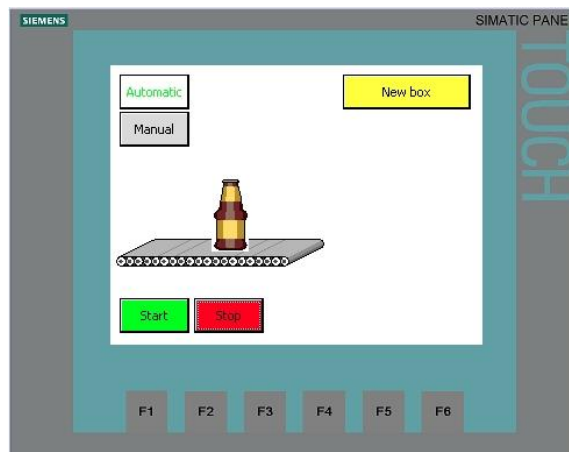 SIEMENS
SIMATIC PANE
TOUCH
Automatic
New box
Manual
Start
Stop
F1
F2
F3
F4
F5
F6